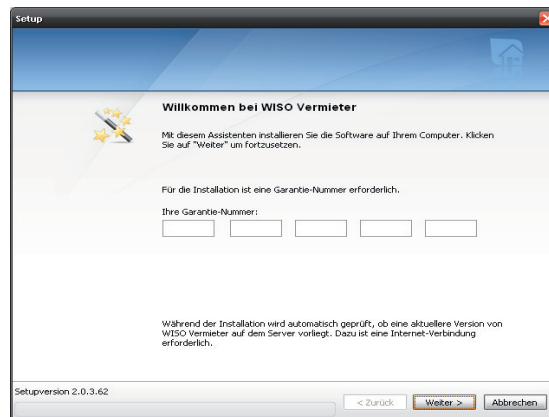 Setup
Willkommen bei WISO Vermieter
Mit diesem Assistenten installieren Sie die Software auf Ihrem Computer. Klicken
Sie auf "Weiter" um fortzusetzen.
Für die Installation ist eine Garantie-Nummer erforderlich.
Ihre Garantie-Nummer:
Während der Installation wird automatisch geprüft, ob eine aktuellere Version von
WISO Vermieter auf dem Server vorliegt. Dazu ist eine Internet-Verbindung
erforderlich.
Setupversion 2.0.3.62
< Zurück Weiter > Abbrechen